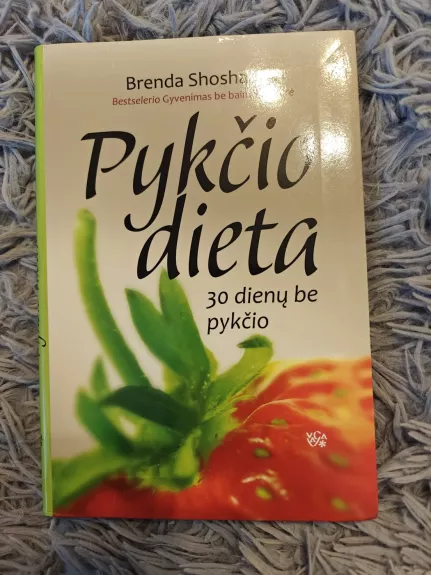 Brenda
Bestselerio Gyvenimas be
Pykčio
dieta
30 dienų be
pykčio